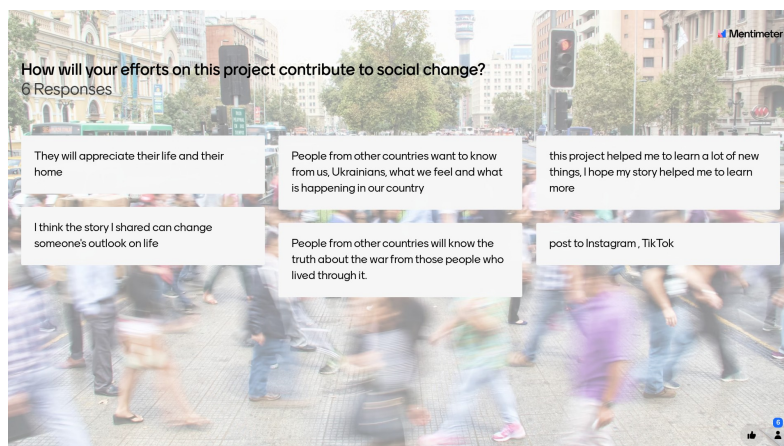 Mentimeter
How will your efforts on this project contribute to social change?
6 Responses
They will appreciate their life and their
home
I think the story I shared can change
someone's outlook on life
People from other countries want to know
from us, Ukrainians, what we feel and what
is happening in our country
People from other countries will know the
truth about the war from those people who
lived through it.
this project helped me to learn a lot of new
things, I hope my story helped me to learn
more
post to Instagram , TikTok
6